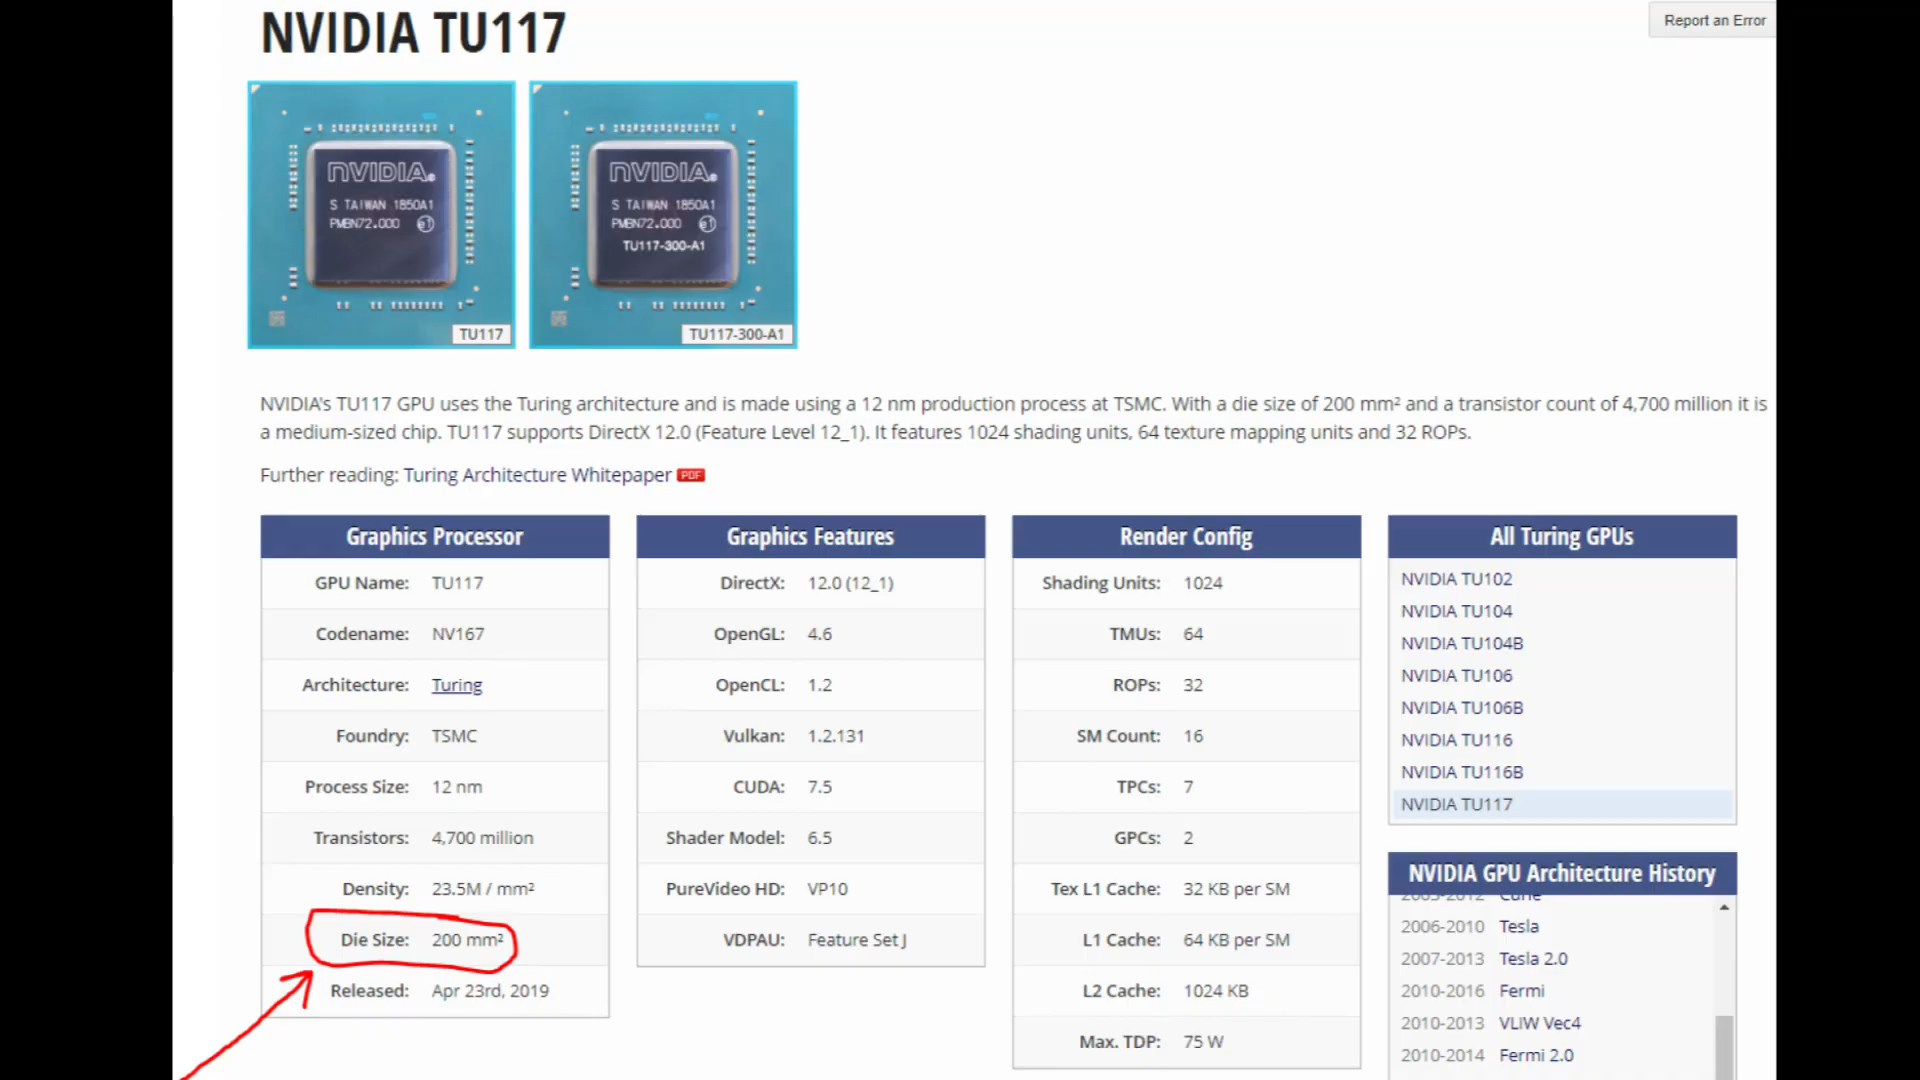 NVIDIA TU117
Report an Error
NVIDIA
S TAIWAN 1850A1
PMBN72.000 e1
TU117
NVIDIA
S TAIWAN 1850A1
PMBN72.000 e1
TU117-300-A1
TU117-300-A1
NVIDIA's TU117 GPU uses the Turing architecture and is made using a 12 nm production process at TSMC. With a die size of 200 mm² and a transistor count of 4,700 million it is
a medium-sized chip. TU117 supports DirectX 12.0 (Feature Level 12_1). It features 1024 shading units, 64 texture mapping units and 32 ROPs.
Further reading: Turing Architecture Whitepaper PDF
Graphics Processor
GPU Name: TU117
Codename: NV167
Architecture: Turing
Foundry: TSMC
Process Size: 12 nm
Transistors: 4,700 million
Density: 23.5M / mm²
Die Size: 200 mm²
Released: Apr 23rd, 2019
Graphics Features
DirectX: 12.0 (12_1)
OpenGL: 4.6
OpenCL: 1.2
Vulkan: 1.2.131
CUDA: 7.5
Shader Model: 6.5
PureVideo HD: VP10
VDPAU: Feature Set J
Render Config
Shading Units: 1024
TMUs: 64
ROPs: 32
SM Count: 16
TPCs: 7
GPCs: 2
Tex L1 Cache: 32 KB per SM
L1 Cache: 64 KB per SM
L2 Cache: 1024 KB
Max. TDP: 75 W
All Turing GPUs
NVIDIA TU102
NVIDIA TU104
NVIDIA TU104B
NVIDIA TU106
NVIDIA TU106B
NVIDIA TU116
NVIDIA TU116B
NVIDIA TU117
NVIDIA GPU Architecture History
2003-2012 Curie
2006-2010 Tesla
2007-2013 Tesla 2.0
2010-2016 Fermi
2010-2013 VLIW Vec4
2010-2014 Fermi 2.0